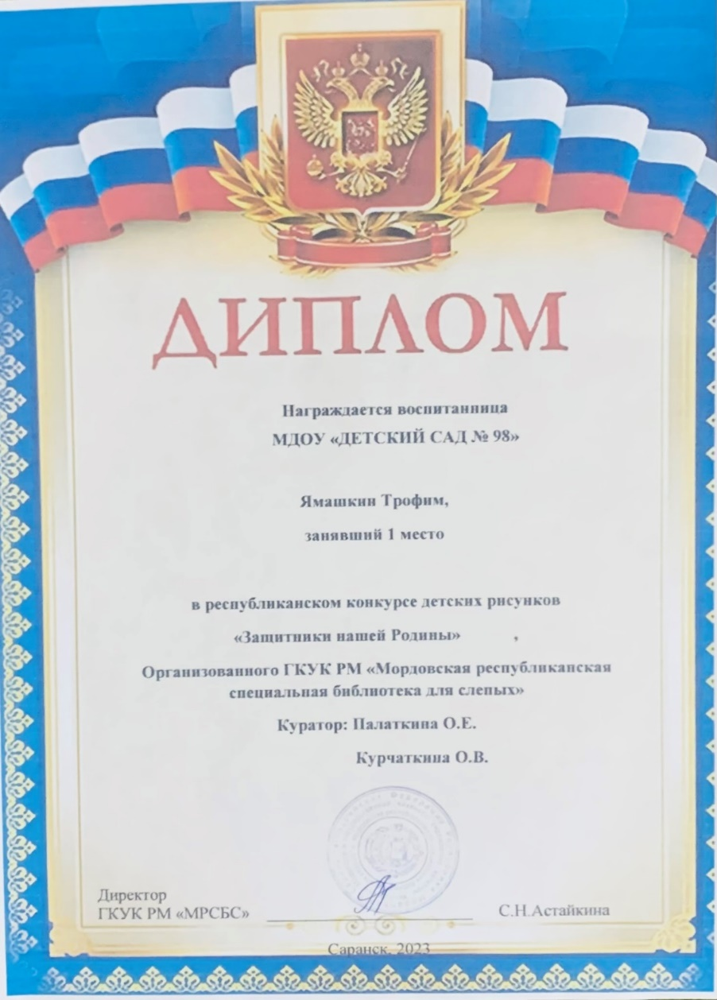 ДИПЛОМ
Награждается воспитанница
МДОУ «ДЕТСКИЙ САД № 98»
Ямашкин Трофим,
занявший 1 место
в республиканском конкурсе детских рисунков
«Защитники нашей Родины» ,
Организованного ГКУК РМ «Мордовская республиканская
специальная библиотека для слепых»
Куратор: Палаткина О.Е.
Курчаткина О.В.
Директор
ГКУК РМ «МРСБС» С.Н.Астайкина
Саранск, 2023